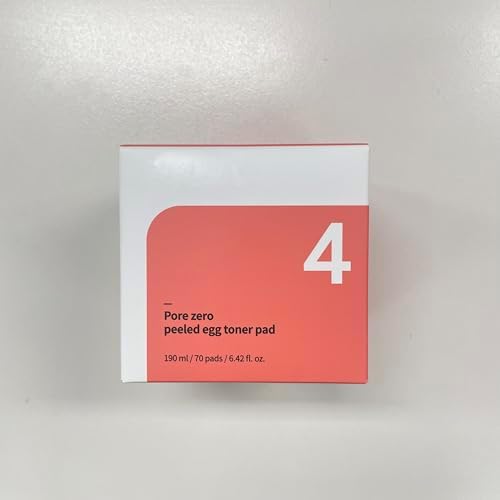 4
Pore zero
peeled egg toner pad
190 ml / 70 pads / 6.42 fl. oz.